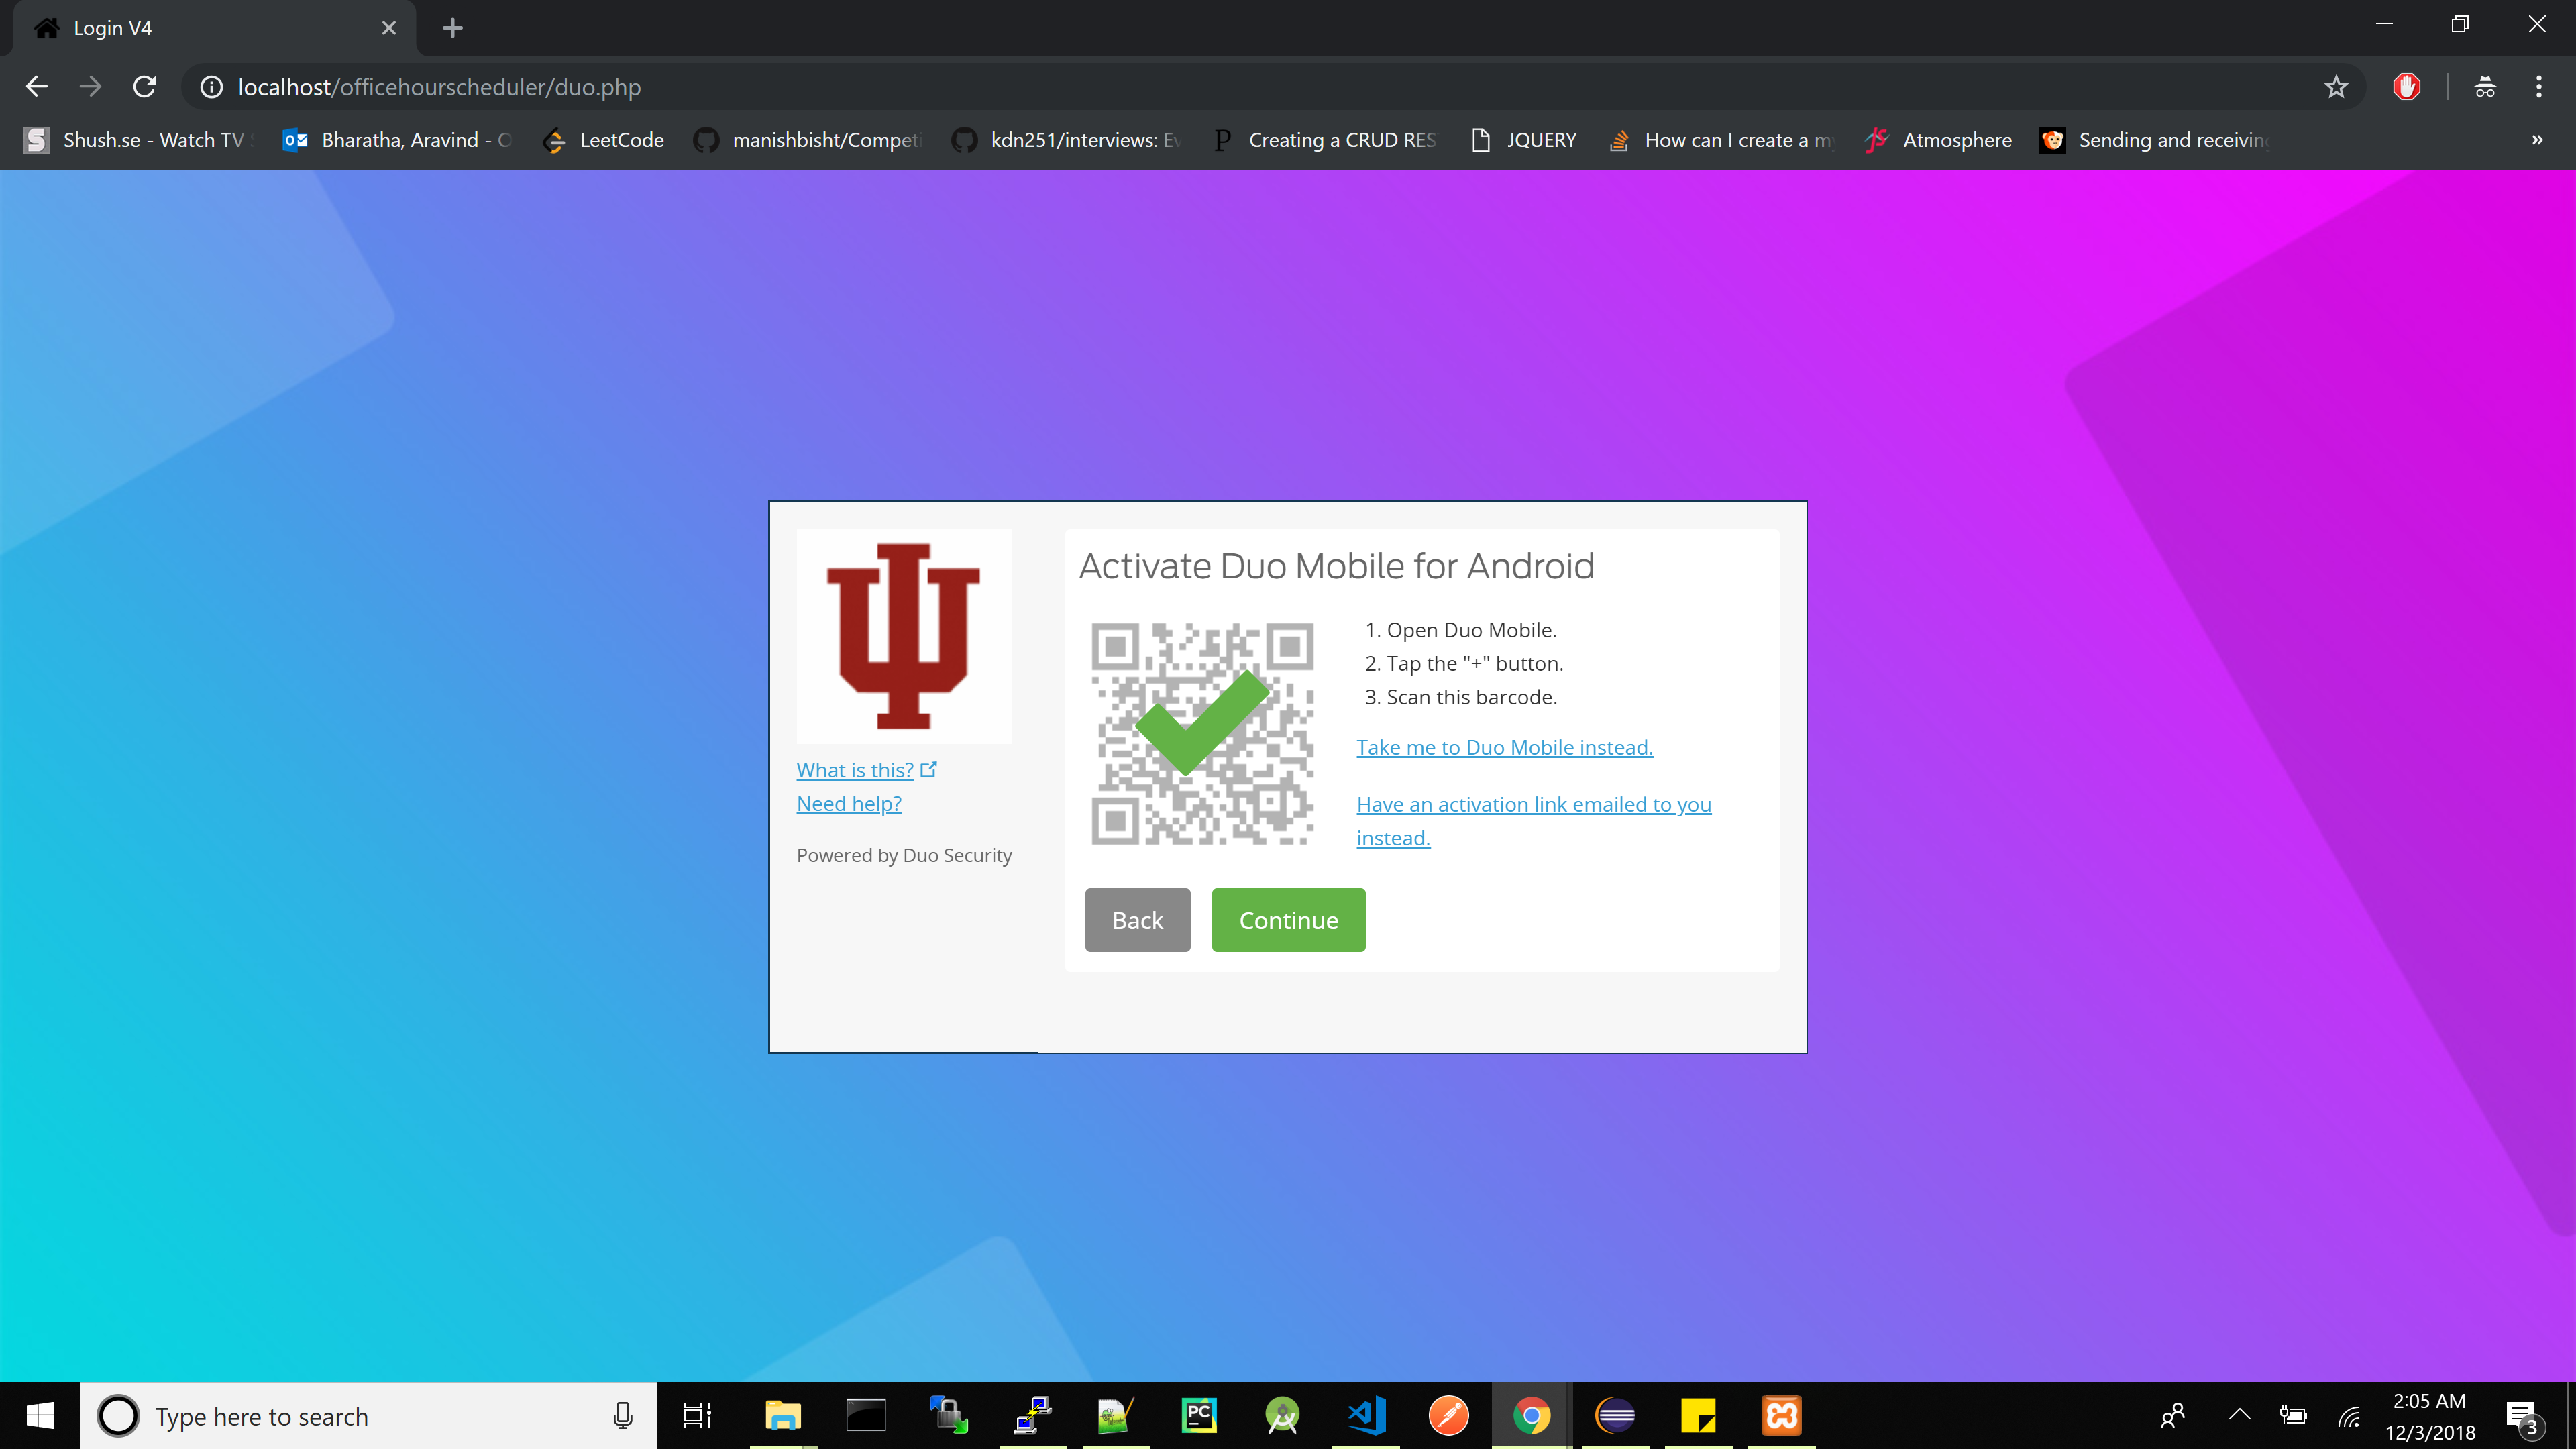 Login V4
localhost/officehourscheduler/duo.php
Shush.se - Watch TV
Bharatha, Aravind - O
LeetCode
manishbisht/Competi
kdn251/interviews: Ev
Creating a CRUD RES
JQUERY
How can I create a m
Atmosphere
Sending and receiving
What is this?
Need help?
Powered by Duo Security
Activate Duo Mobile for Android
1. Open Duo Mobile.
2. Tap the "+" button.
3. Scan this barcode.
Take me to Duo Mobile instead.
Have an activation link emailed to you
instead.
Back
Continue
Type here to search
PC
2:05 AM
12/3/2018
3